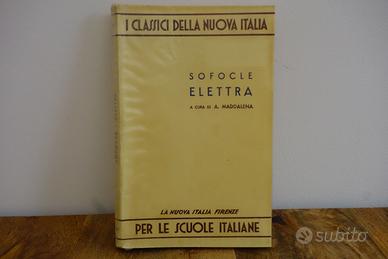 I CLASSICI DELLA NUOVA ITALIA
SOFOCLE
ELETTRA
A CURA DI A. MADDALENA
LA NUOVA ITALIA FIRENZE
PER LE SCUOLE ITALIANE
subito